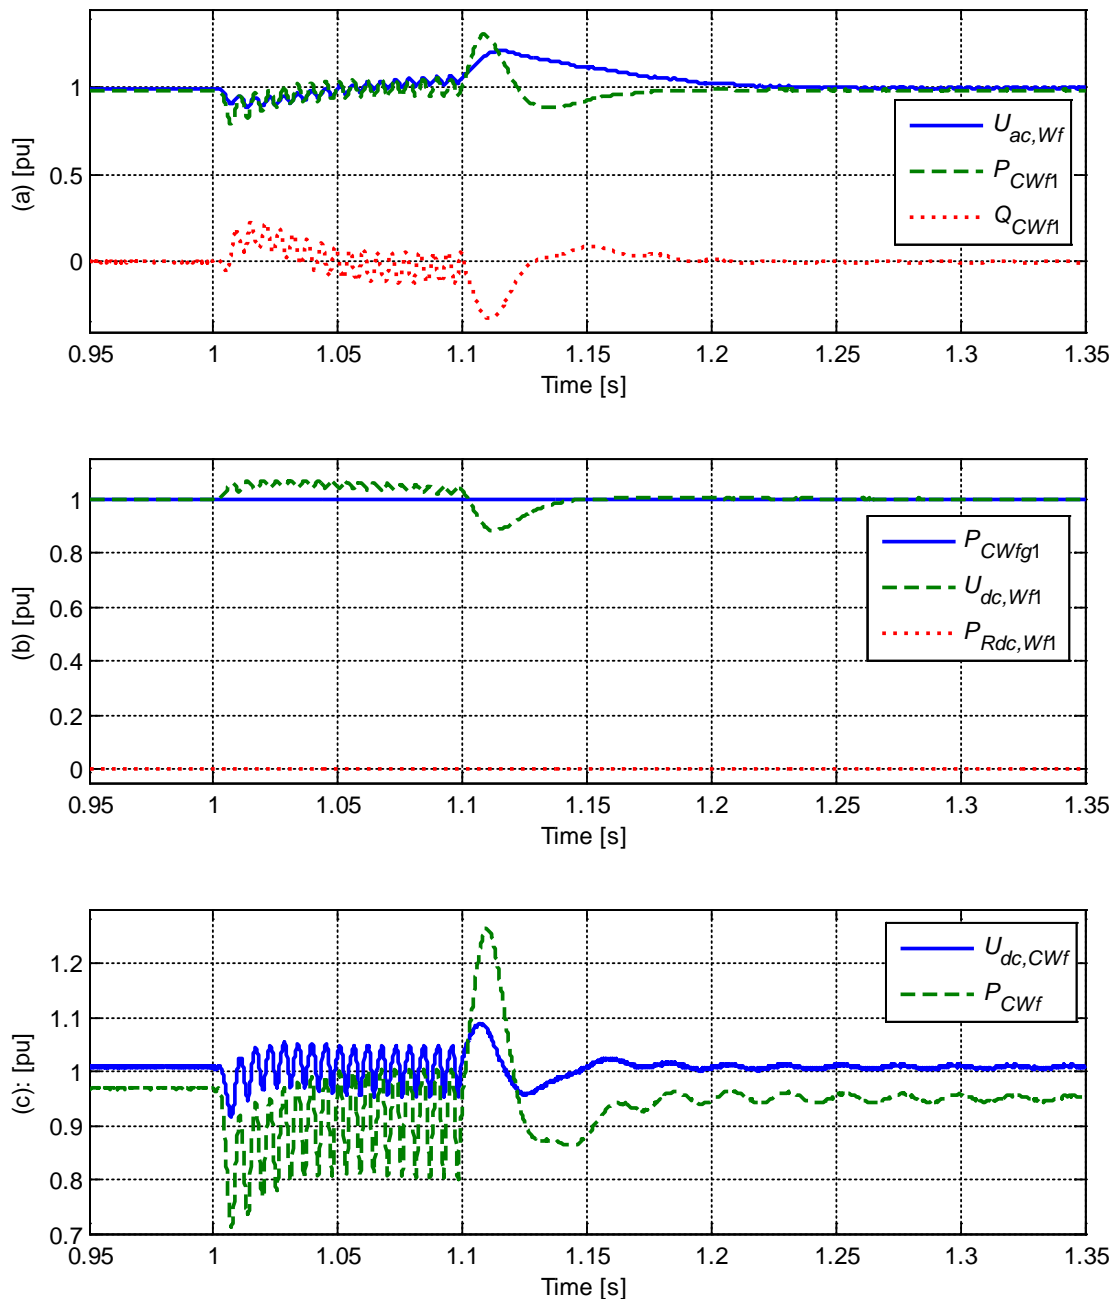 (a) [pu]
1
0.5
0
U_ac,Wf
P_CWf1
Q_CWf1
0.95 1 1.05 1.1 1.15 1.2 1.25 1.3 1.35
Time [s]
(b) [pu]
1
0.8
0.6
0.4
0.2
0
P_CWfg1
U_dc,Wf1
P_Rdc,Wf1
0.95 1 1.05 1.1 1.15 1.2 1.25 1.3 1.35
Time [s]
(c): [pu]
1.2
1.1
1
0.9
0.8
0.7
U_dc,CWf
P_CWf
0.95 1 1.05 1.1 1.15 1.2 1.25 1.3 1.35
Time [s]